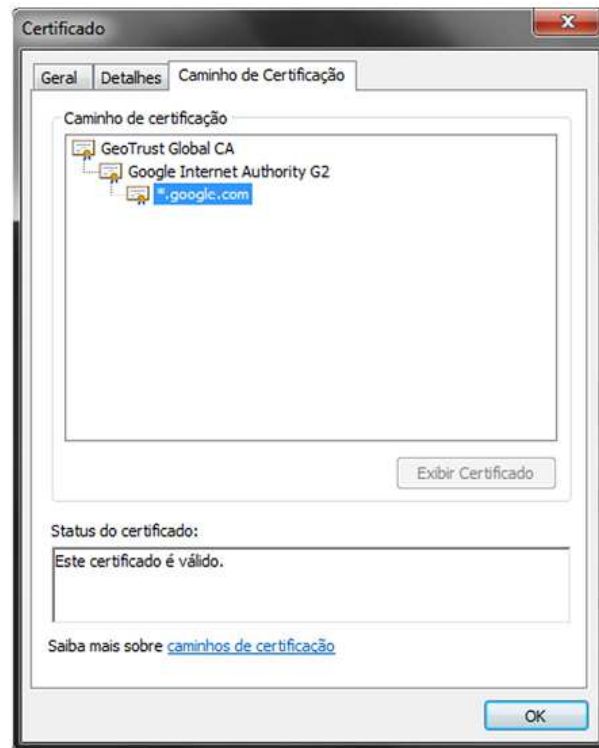 Certificado
Geral Detalhes Caminho de Certificação
Caminho de certificação
GeoTrust Global CA
Google Internet Authority G2
*.google.com
Exibir Certificado
Status do certificado:
Este certificado é válido.
Saiba mais sobre caminhos de certificação
OK